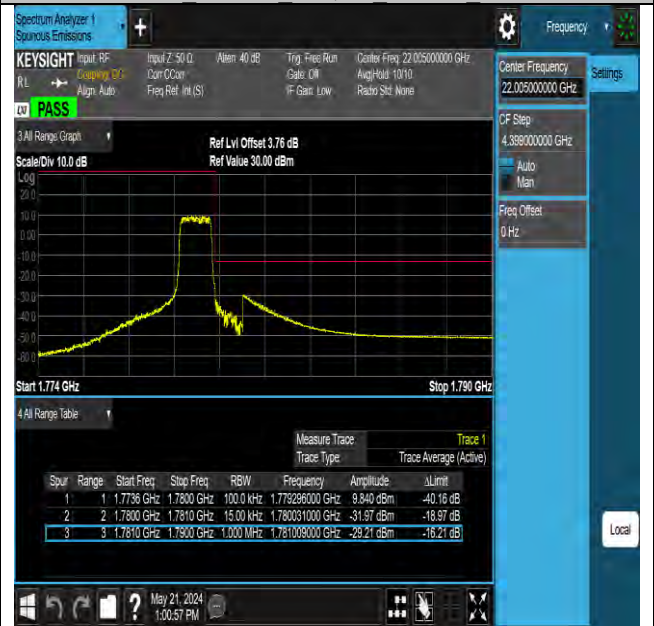 Spectrum Analyzer 1
Spurious Emissions
+
Frequency
KEYSIGHT Input: RF Input Z: 50 Ω Atten: 40 dB Trig: Free Run Center Freq: 22.005000000 GHz
RL Coupling: DC Corr CCorr Gate: Off Avg|Hold: 10/10
Align: Auto Freq Ref: Int (S) IF Gain: Low Radio Std: None
LXI PASS
Center Frequency
22.005000000 GHz
Settings
CF Step
4.399000000 GHz
Auto
Man
Freq Offset
0 Hz
3 All Range Graph
Ref Lvl Offset 3.76 dB
Scale/Div 10.0 dB Ref Value 30.00 dBm
Log
20.0
10.0
0.00
-10.0
-20.0
-30.0
-40.0
-50.0
-60.0
Start 1.774 GHz Stop 1.790 GHz
4 All Range Table
Measure Trace Trace 1
Trace Type Trace Average (Active)
Spur Range Start Freq Stop Freq RBW Frequency Amplitude ΔLimit
1 1 1.7736 GHz 1.7800 GHz 100.0 kHz 1.779296000 GHz 9.840 dBm -40.16 dB
2 2 1.7800 GHz 1.7810 GHz 15.00 kHz 1.780031000 GHz -31.97 dBm -18.97 dB
3 3 1.7810 GHz 1.7900 GHz 1.000 MHz 1.781009000 GHz -29.21 dBm -16.21 dB
Local
? May 21, 2024
1:00:57 PM